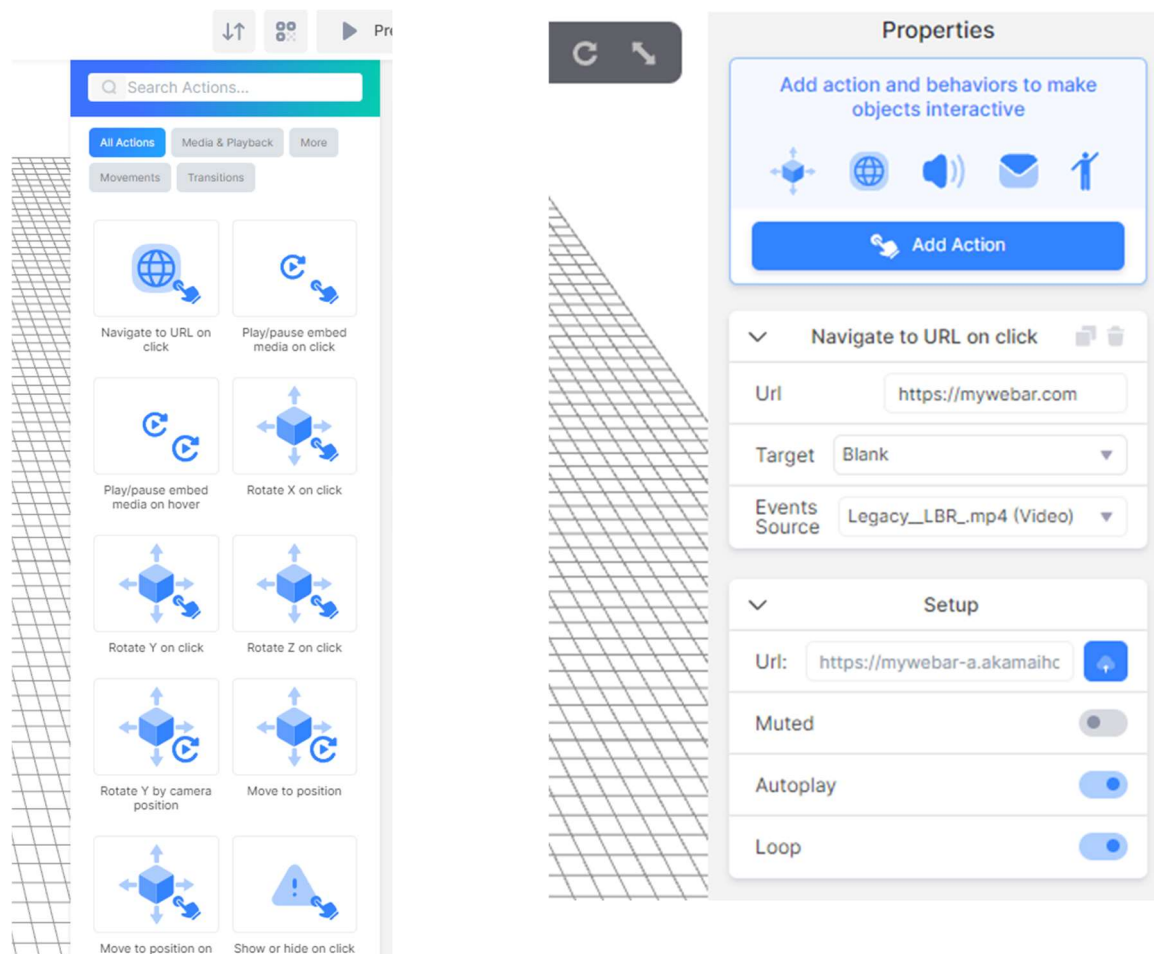 Pre
Search Actions...
All Actions
Media & Playback
More
Movements
Transitions
Navigate to URL on
click
Play/pause embed
media on click
Play/pause embed
media on hover
Rotate X on click
Rotate Y on click
Rotate Z on click
Rotate Y by camera
position
Move to position
Move to position on
Show or hide on click
Properties
Add action and behaviors to make
objects interactive
Add Action
Navigate to URL on click
Url
https://mywebar.com
Target
Blank
Events
Source
Legacy__LBR_.mp4 (Video)
Setup
Url:
https://mywebar-a.akamaihc
Muted
Autoplay
Loop